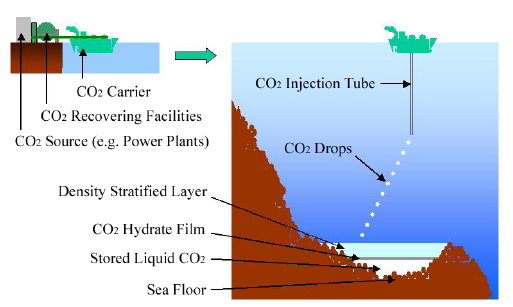 CO2 Carrier
CO2 Recovering Facilities
CO2 Source (e.g. Power Plants)
CO2 Injection Tube
CO2 Drops
Density Stratified Layer
CO2 Hydrate Film
Stored Liquid CO2
Sea Floor